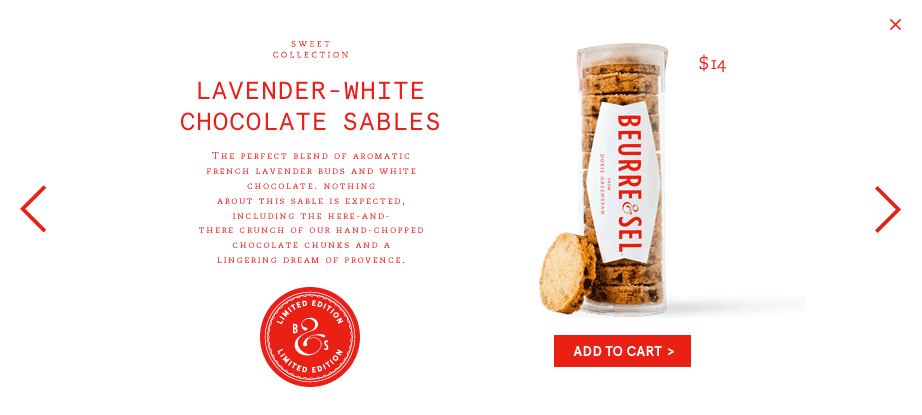 SWEET
COLLECTION
LAVENDER-WHITE
CHOCOLATE SABLES
THE PERFECT BLEND OF AROMATIC
FRENCH LAVENDER BUDS AND WHITE
CHOCOLATE. NOTHING
ABOUT THIS SABLE IS EXPECTED,
INCLUDING THE HERE-AND-
THERE CRUNCH OF OUR HAND-CHOPPED
CHOCOLATE CHUNKS AND A
LINGERING DREAM OF PROVENCE.
LIMITED EDITION
B & S
LIMITED EDITION
$14
BEURRE & SEL
FROM
DORIE GREENSPAN
ADD TO CART >